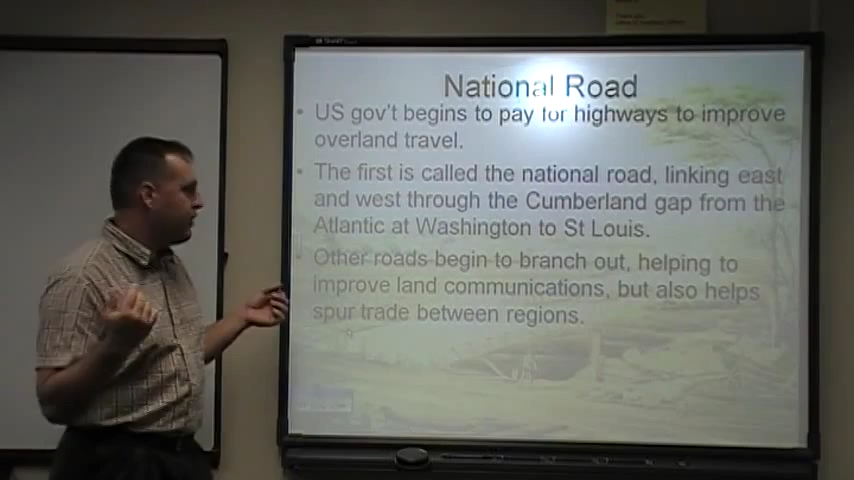 National Road
• US gov't begins to pay for highways to improve
overland travel.
• The first is called the national road, linking east
and west through the Cumberland gap from the
Atlantic at Washington to St Louis.
Other roads begin to branch out, helping to
improve land communications, but also helps
spur trade between regions.